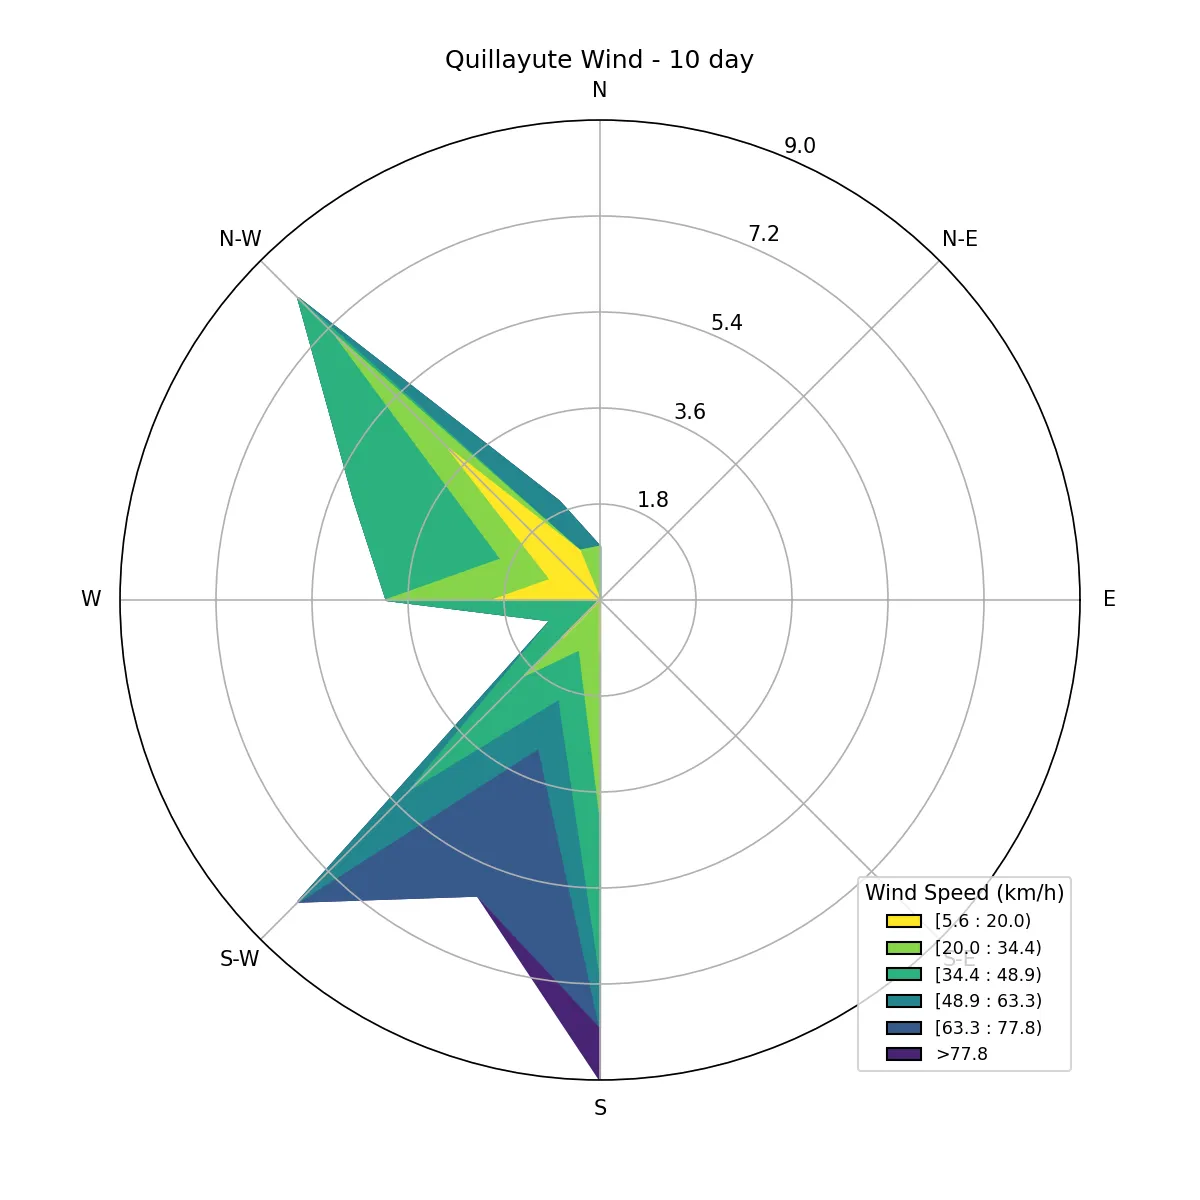 Quillayute Wind - 10 day
N
9.0
N-W
N-E
7.2
5.4
3.6
1.8
W
E
Wind Speed (km/h)
[5.6 : 20.0)
[20.0 : 34.4)
S-W
S-E
[34.4 : 48.9)
[48.9 : 63.3)
[63.3 : 77.8)
>77.8
S